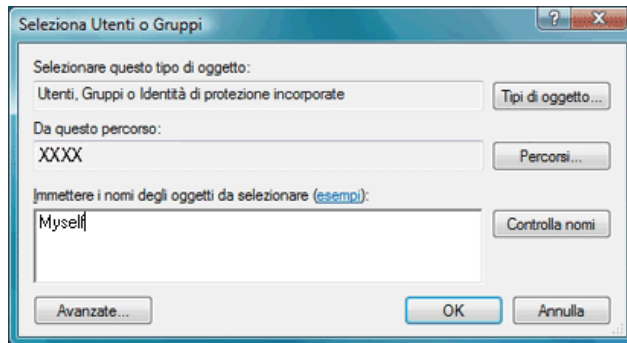 Seleziona Utenti o Gruppi
Selezionare questo tipo di oggetto:
Utenti, Gruppi o Identità di protezione incorporate
Tipi di oggetto...
Da questo percorso:
XXXX
Percorsi...
Immettere i nomi degli oggetti da selezionare (esempi):
Myself
Controlla nomi
Avanzate...
OK
Annulla